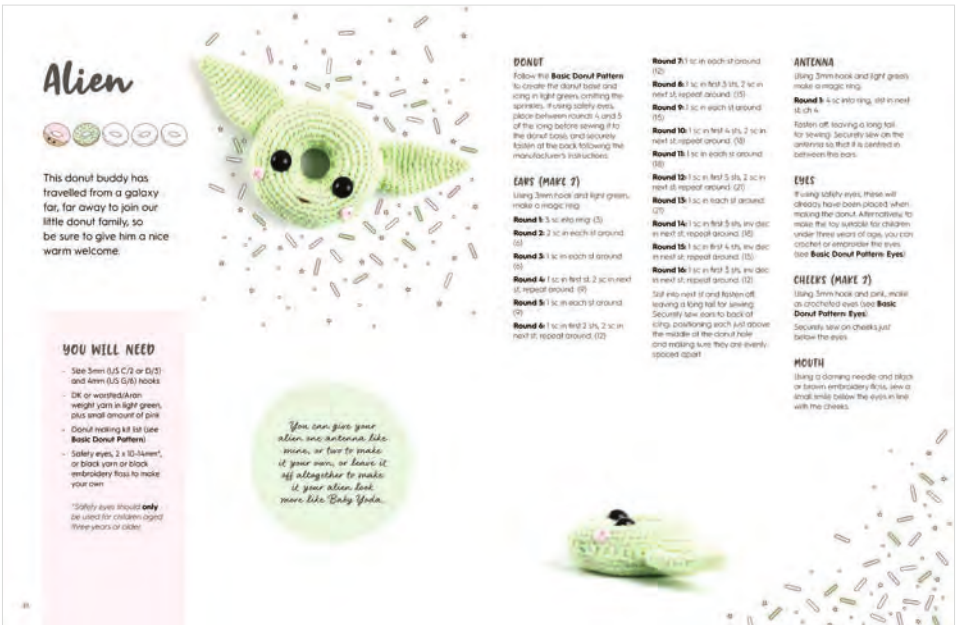 Alien
This donut buddy has
travelled from a galaxy
far, far away to join our
little donut family, so
be sure to give him a nice
warm welcome.
YOU WILL NEED
- Size 3mm (US C/2 or D/3)
and 4mm (US G/6) hooks
- DK or worsted/Aran
weight yarn in light green,
plus small amount of pink
- Donut making kit list (see
Basic Donut Pattern)
- Safety eyes, 2 x 10-14mm*,
or black yarn or black
embroidery floss to make
your own
*Safety eyes should only
be used for children aged
three years or older.
You can give your
alien one antenna like
mine, or two to make
it your own, or leave it
off altogether to make
it your alien look
more like Baby Yoda.
DONUT
Follow the Basic Donut Pattern
to create the donut base and
icing in light green, omitting the
sprinkles. If using safety eyes,
place between rounds 4 and 5
of the icing before sewing it to
the donut base, and securely
fasten at the back following the
manufacturer's instructions.
EARS (MAKE 2)
Using 3mm hook and light green,
make a magic ring.
Round 1: 3 sc into ring. (3)
Round 2: 2 sc in each st around.
(6)
Round 3: 1 sc in each st around.
(6)
Round 4: 1 sc in first st, 2 sc in next
st, repeat around. (9)
Round 5: 1 sc in each st around.
(9)
Round 6: 1 sc in first 2 sts, 2 sc in
next st, repeat around. (12)
Round 7: 1 sc in each st around.
(12)
Round 8: 1 sc in first 3 sts, 2 sc in
next st, repeat around. (15)
Round 9: 1 sc in each st around.
(15)
Round 10: 1 sc in first 4 sts, 2 sc in
next st, repeat around. (18)
Round 11: 1 sc in each st around.
(18)
Round 12: 1 sc in first 5 sts, 2 sc in
next st, repeat around. (21)
Round 13: 1 sc in each st around.
(21)
Round 14: 1 sc in first 5 sts, inv dec
in next st, repeat around. (18)
Round 15: 1 sc in first 4 sts, inv dec
in next st, repeat around. (15)
Round 16: 1 sc in first 3 sts, inv dec
in next st, repeat around. (12)
Slst into next st and fasten off,
leaving a long tail for sewing.
Securely sew ears to back of
icing, positioning each just above
the middle of the donut hole
and making sure they are evenly
spaced apart.
ANTENNA
Using 3mm hook and light green,
make a magic ring.
Round 1: 4 sc into ring, slst in next
st, ch 4.
Fasten off, leaving a long tail
for sewing. Securely sew on the
antenna so that it is centred in
between the ears.
EYES
If using safety eyes, these will
already have been placed when
making the donut. Alternatively, to
make the toy suitable for children
under three years of age, you can
crochet or embroider the eyes
(see Basic Donut Pattern: Eyes).
CHEEKS (MAKE 2)
Using 3mm hook and pink, make
as crocheted eyes (see Basic
Donut Pattern: Eyes).
Securely sew on cheeks just
below the eyes.
MOUTH
Using a darning needle and black
or brown embroidery floss, sew a
small smile below the eyes in line
with the cheeks.